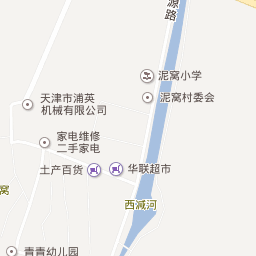 源路
泥窝小学
天津市浦英
机械有限公司
泥窝村委会
家电维修
二手家电
土产百货
华联超市
窝
西减河
青青幼儿园